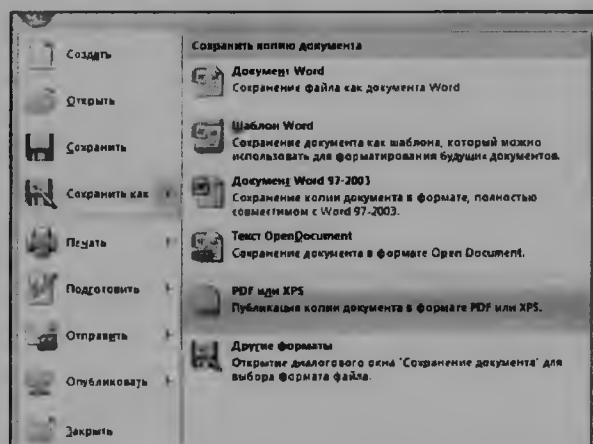 Создать
Открыть
Сохранить
Сохранить как
Печать
Подготовить
Отправить
Опубликовать
Закрыть
Сохранить копию документа
Документ Word
Сохранение файла как документа Word
Шаблон Word
Сохранение документа как шаблона, который можно
использовать для форматирования будущих документов.
Документ Word 97-2003
Сохранение копии документа в формате, полностью
совместимом с Word 97-2003.
Текст OpenDocument
Сохранение документа в формате Open Document.
PDF или XPS
Публикация копии документа в формате PDF или XPS.
Другие форматы
Открытие диалогового окна 'Сохранение документа' для
выбора формата файла.